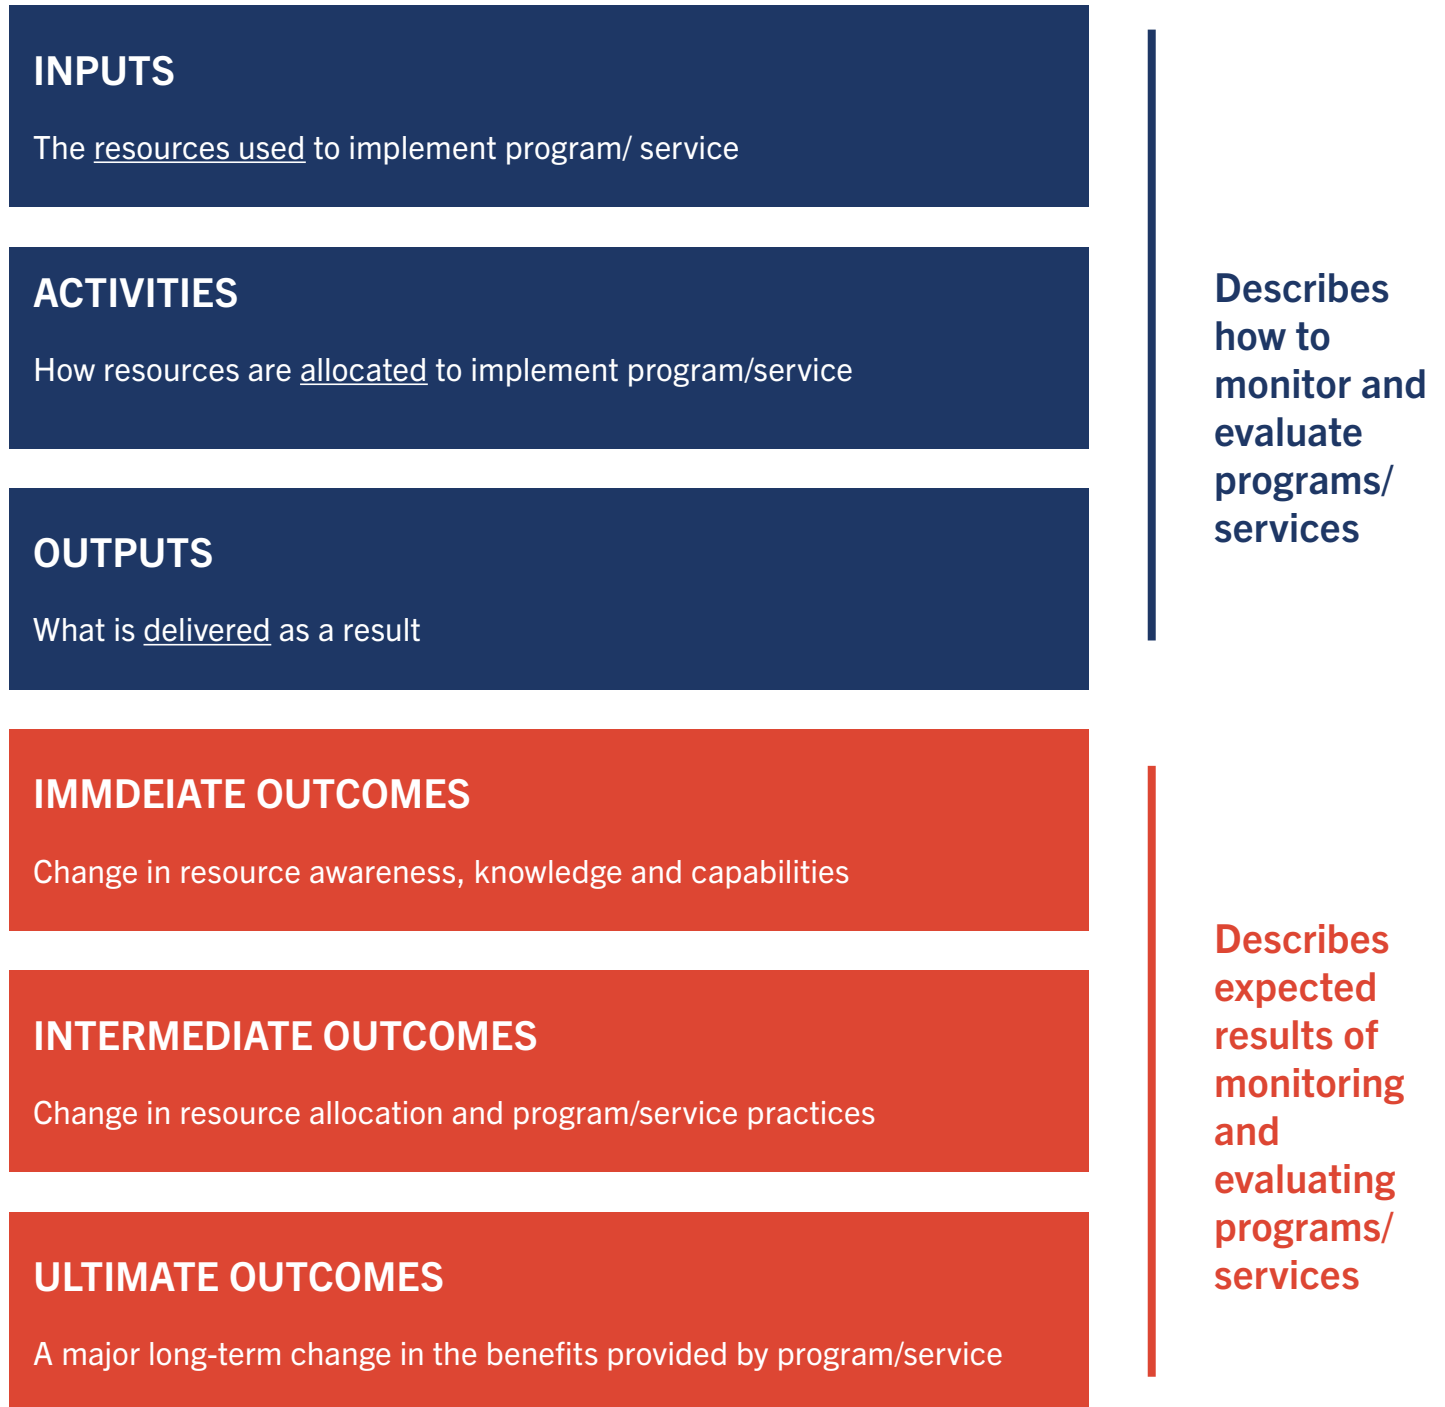 INPUTS
The resources used to implement program/ service
ACTIVITIES
How resources are allocated to implement program/service
OUTPUTS
What is delivered as a result
Describes
how to
monitor and
evaluate
programs/
services
IMMDEIATE OUTCOMES
Change in resource awareness, knowledge and capabilities
INTERMEDIATE OUTCOMES
Change in resource allocation and program/service practices
ULTIMATE OUTCOMES
A major long-term change in the benefits provided by program/service
Describes
expected
results of
monitoring
and
evaluating
programs/
services